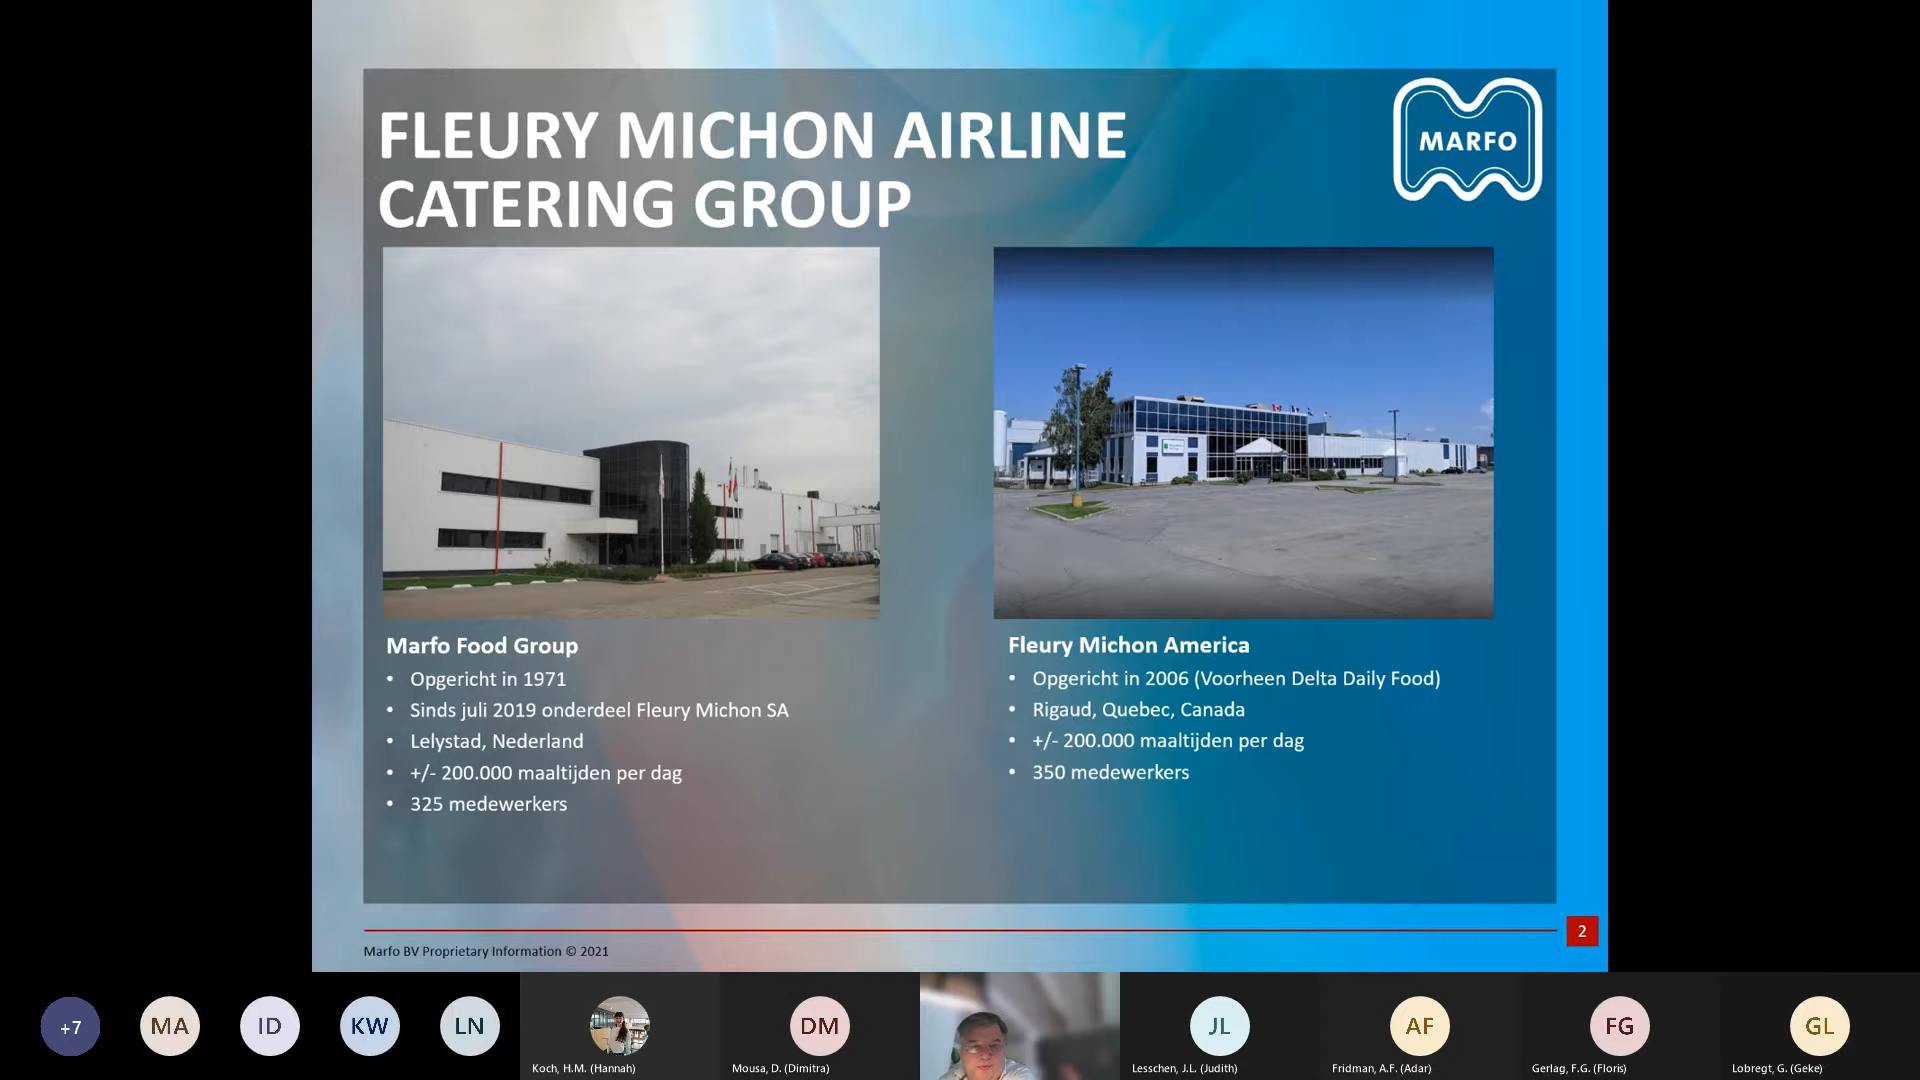 FLEURY MICHON AIRLINE
CATERING GROUP
MARFO
Marfo Food Group
• Opgericht in 1971
• Sinds juli 2019 onderdeel Fleury Michon SA
• Lelystad, Nederland
• +/- 200.000 maaltijden per dag
• 325 medewerkers
Fleury Michon America
• Opgericht in 2006 (Voorheen Delta Daily Food)
• Rigaud, Quebec, Canada
• +/- 200.000 maaltijden per dag
• 350 medewerkers
2
Marfo BV Proprietary Information © 2021
+7
MA
ID
KW
LN
Koch, H.M. (Hannah)
DM
Mousa, D. (Dimitra)
JL
Lesschen, J.L. (Judith)
AF
Fridman, A.F. (Adar)
FG
Gerlag, F.G. (Floris)
GL
Lobregt, G. (Geke)